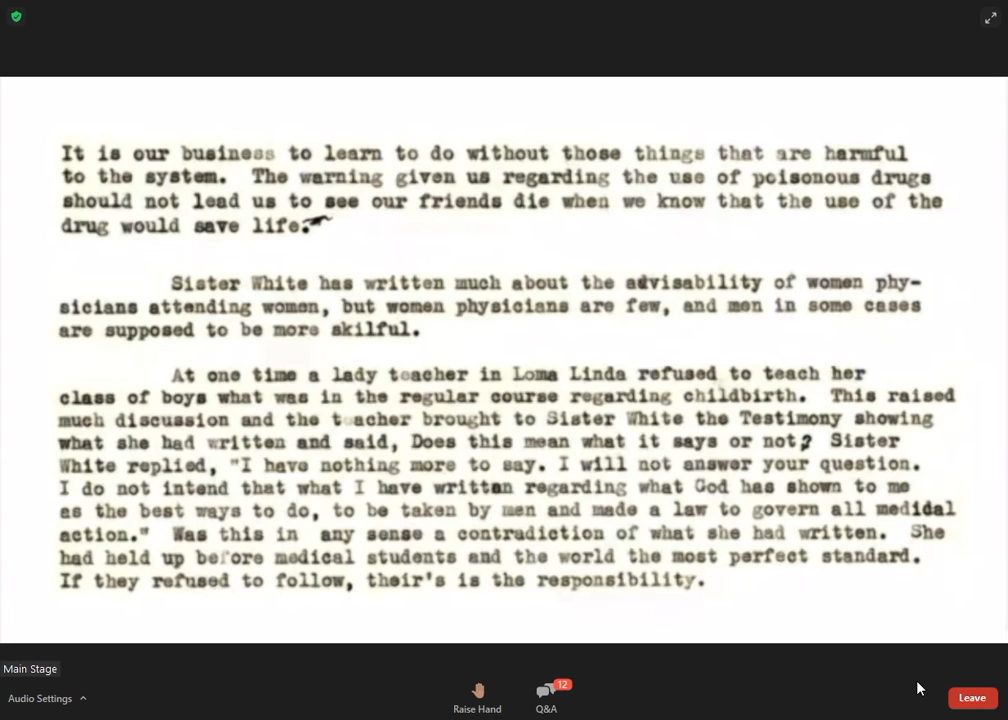 It is our business to learn to do without those things that are harmful
to the system. The warning given us regarding the use of poisonous drugs
should not lead us to see our friends die when we know that the use of the
drug would save life.
Sister White has written much about the advisability of women phy-
sicians attending women, but women physicians are few, and men in some cases
are supposed to be more skilful.
At one time a lady teacher in Loma Linda refused to teach her
class of boys what was in the regular course regarding childbirth. This raised
much discussion and the teacher brought to Sister White the Testimony showing
what she had written and said, Does this mean what it says or not? Sister
White replied, "I have nothing more to say. I will not answer your question.
I do not intend that what I have written regarding what God has shown to me
as the best ways to do, to be taken by men and made a law to govern all medidal
action." Was this in any sense a contradiction of what she had written. She
had held up before medical students and the world the most perfect standard.
If they refused to follow, their's is the responsibility.
Main Stage
Audio Settings
Raise Hand
12
Q&A
Leave